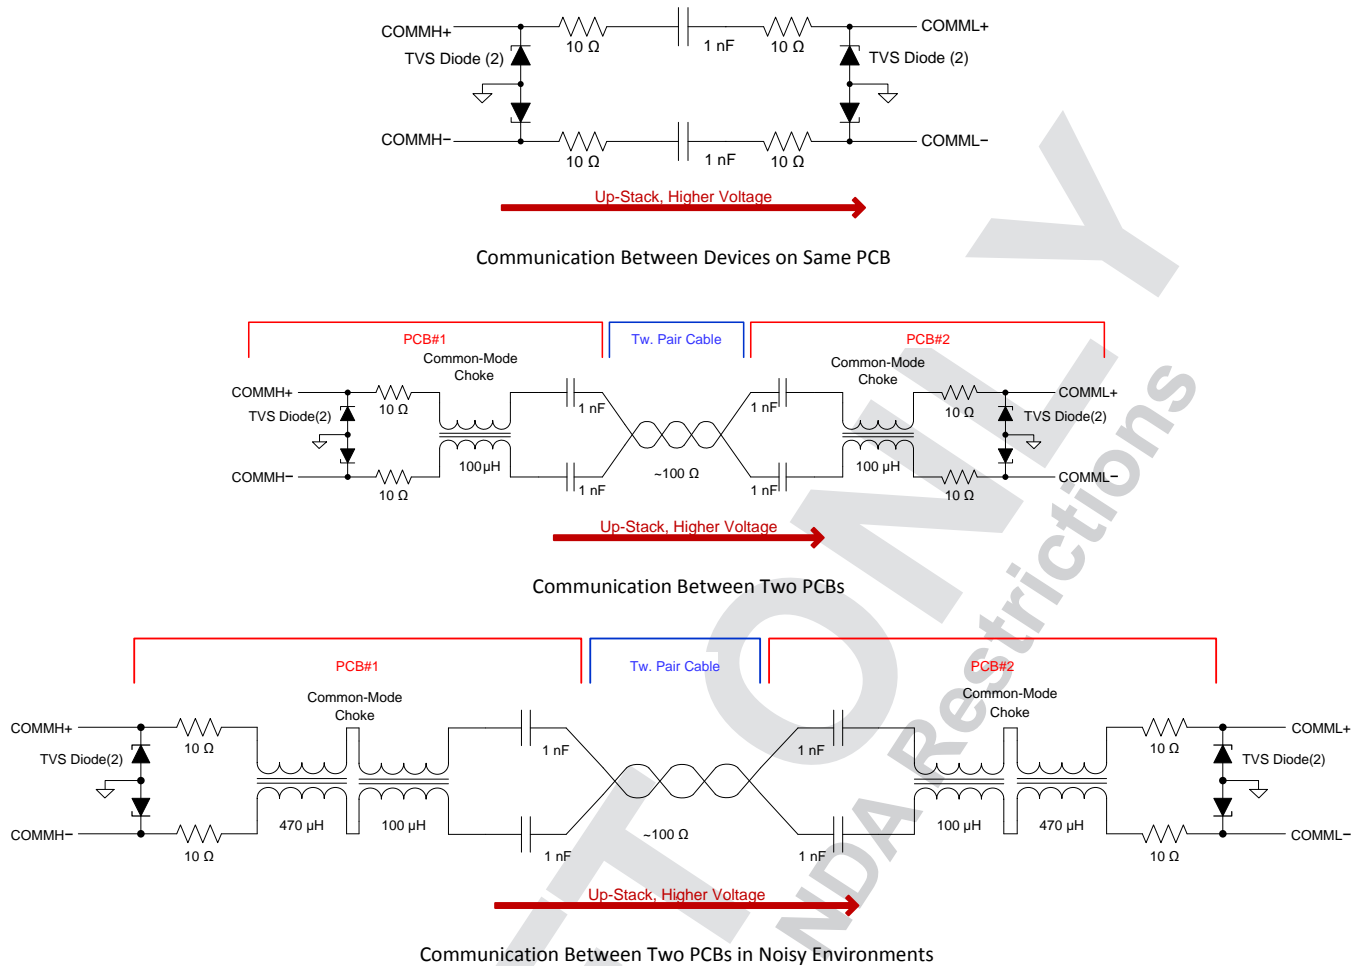 COMMH+
COMML+
10 Ω
1 nF
10 Ω
TVS Diode (2)
TVS Diode (2)
COMMH−
COMML−
10 Ω
1 nF
10 Ω
Up-Stack, Higher Voltage
Communication Between Devices on Same PCB
PCB#1
Tw. Pair Cable
PCB#2
Common-Mode
Choke
Common-Mode
Choke
COMMH+
COMML+
10 Ω
1 nF
1 nF
10 Ω
TVS Diode(2)
TVS Diode(2)
COMMH−
COMML−
100 µH
~100 Ω
100 µH
10 Ω
1 nF
1 nF
10 Ω
Up-Stack, Higher Voltage
Communication Between Two PCBs
PCB#1
Tw. Pair Cable
PCB#2
Common-Mode
Choke
Common-Mode
Choke
COMMH+
COMML+
10 Ω
1 nF
1 nF
10 Ω
TVS Diode(2)
TVS Diode(2)
COMMH−
COMML−
470 µH
100 µH
~100 Ω
100 µH
470 µH
10 Ω
1 nF
1 nF
10 Ω
Up-Stack, Higher Voltage
Communication Between Two PCBs in Noisy Environments
T ONLY
NDA Restrictions